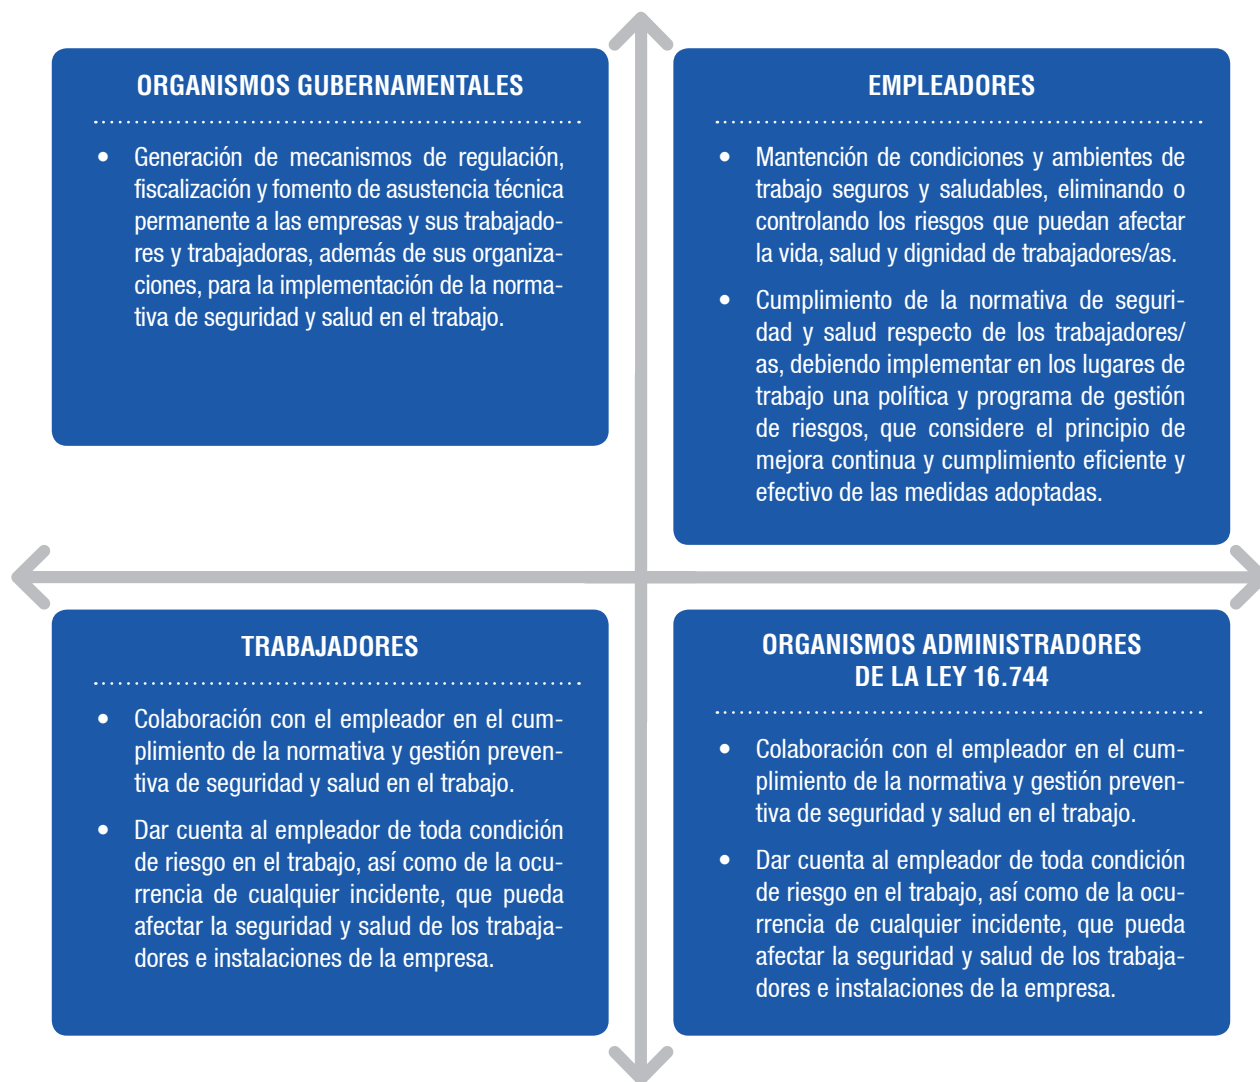 ORGANISMOS GUBERNAMENTALES
• Generación de mecanismos de regulación,
fiscalización y fomento de asustencia técnica
permanente a las empresas y sus trabajado-
res y trabajadoras, además de sus organiza-
ciones, para la implementación de la norma-
tiva de seguridad y salud en el trabajo.
EMPLEADORES
• Mantención de condiciones y ambientes de
trabajo seguros y saludables, eliminando o
controlando los riesgos que puedan afectar
la vida, salud y dignidad de trabajadores/as.
• Cumplimiento de la normativa de seguri-
dad y salud respecto de los trabajadores/
as, debiendo implementar en los lugares de
trabajo una política y programa de gestión
de riesgos, que considere el principio de
mejora continua y cumplimiento eficiente y
efectivo de las medidas adoptadas.
TRABAJADORES
• Colaboración con el empleador en el cum-
plimiento de la normativa y gestión preven-
tiva de seguridad y salud en el trabajo.
• Dar cuenta al empleador de toda condición
de riesgo en el trabajo, así como de la ocu-
rrencia de cualquier incidente, que pueda
afectar la seguridad y salud de los trabaja-
dores e instalaciones de la empresa.
ORGANISMOS ADMINISTRADORES
DE LA LEY 16.744
• Colaboración con el empleador en el cum-
plimiento de la normativa y gestión preven-
tiva de seguridad y salud en el trabajo.
• Dar cuenta al empleador de toda condición
de riesgo en el trabajo, así como de la ocu-
rrencia de cualquier incidente, que pueda
afectar la seguridad y salud de los trabaja-
dores e instalaciones de la empresa.